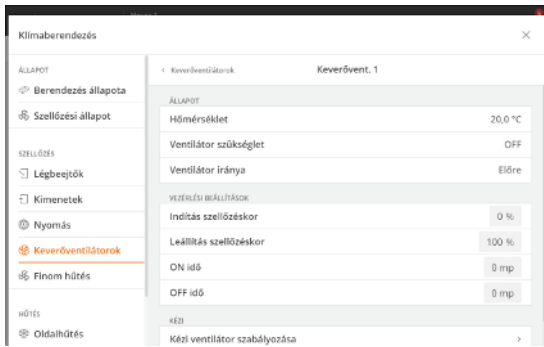 Klímaberendezés
ÁLLAPOT
Berendezés állapota
Szellőzési állapot
SZELLŐZÉS
Légbeejtők
Kimenetek
Nyomás
Keverőventilátorok
Finom hűtés
HŰTÉS
Oldalhűtés
Keverőventilátorok
Keverővent. 1
ÁLLAPOT
Hőmérséklet 20,0 °C
Ventilátor szükséglet OFF
Ventilátor iránya Előre
VEZÉRLÉSI BEÁLLÍTÁSOK
Indítás szellőzéskor 0 %
Leállítás szellőzéskor 100 %
ON idő 0 mp
OFF idő 0 mp
KÉZI
Kézi ventilátor szabályozása